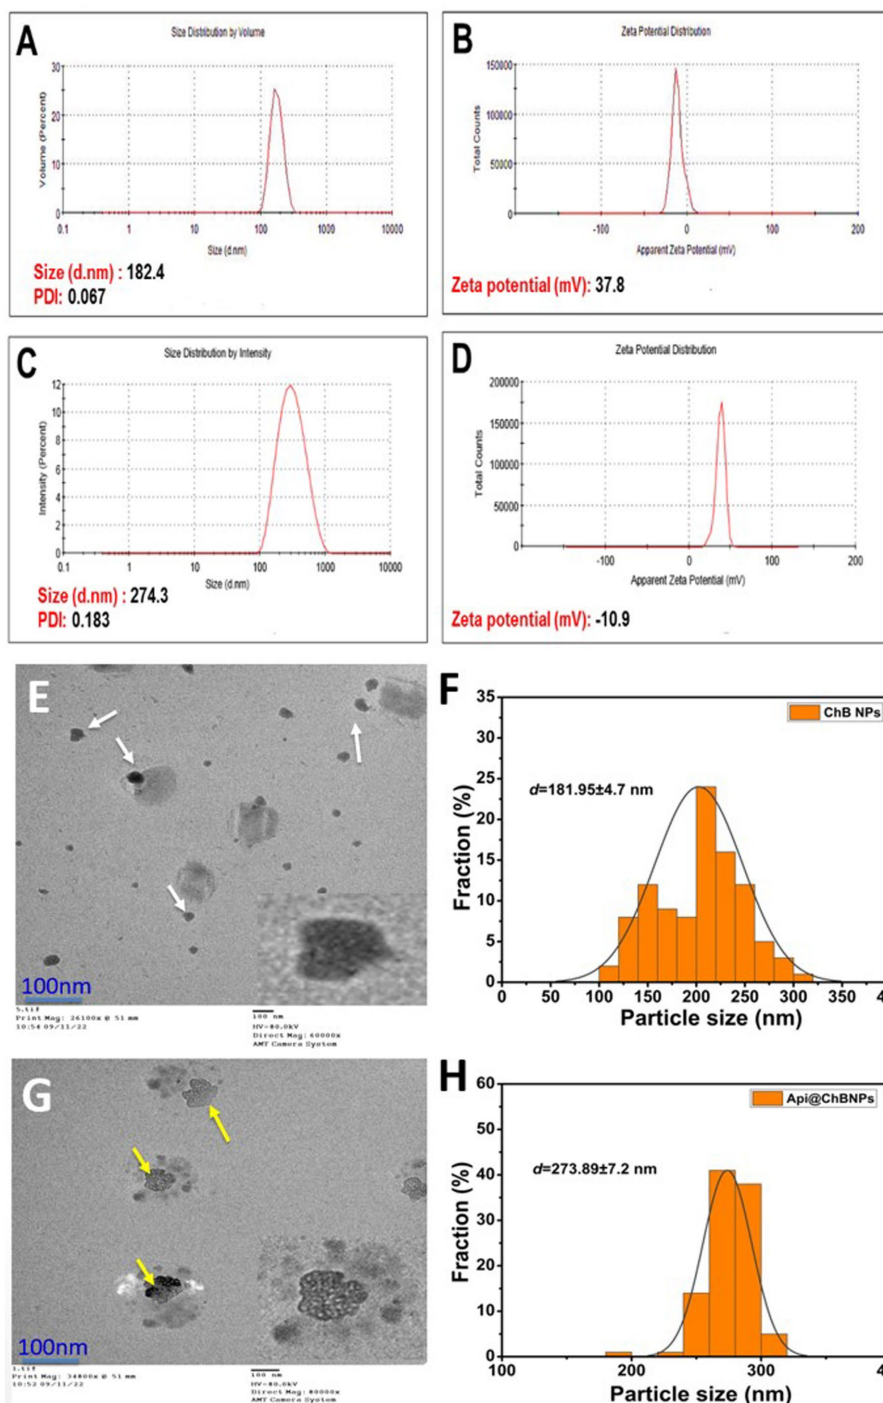 A
Size Distribution by Volume
Volume (Percent)
30
20
10
0
0.1 1 10 100 1000 10000
Size (d.nm)
Size (d.nm) : 182.4
PDI: 0.067
B
Zeta Potential Distribution
Total Counts
150000
100000
50000
0
-100 0 100 200
Apparent Zeta Potential (mV)
Zeta potential (mV): 37.8
C
Size Distribution by Intensity
Intensity (Percent)
12
10
8
6
4
2
0
0.1 1 10 100 1000 10000
Size (d.nm)
Size (d.nm) : 274.3
PDI: 0.183
D
Zeta Potential Distribution
Total Counts
200000
150000
100000
50000
0
-100 0 100 200
Apparent Zeta Potential (mV)
Zeta potential (mV): -10.9
E
100nm
5.tif
Print Mag: 26100x @ 51 mm
10:54 09/11/22
100 nm
HV=80.0kV
Direct Mag: 60000x
AMT Camera System
F
ChB NPs
d=181.95±4.7 nm
Fraction (%)
35
30
25
20
15
10
5
0
0 50 100 150 200 250 300 350
Particle size (nm)
G
100nm
1.tif
Print Mag: 34800x @ 51 mm
10:52 09/11/22
100 nm
HV=80.0kV
Direct Mag: 80000x
AMT Camera System
H
Api@ChBNPs
d=273.89±7.2 nm
Fraction (%)
60
50
40
30
20
10
0
100 200 300
Particle size (nm)